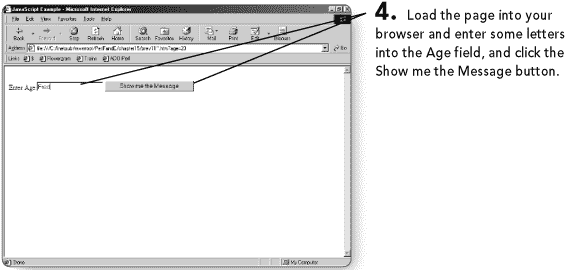 JavaScript Example - Microsoft Internet Explorer
File Edit View Favorites Tools Help
Back Forward Stop Refresh Home Search Favorites History Mail Print Edit Discuss
Address Go
Links
Enter Age Fred Show me the Message
Done My Computer
4. Load the page into your
browser and enter some letters
into the Age field, and click the
Show me the Message button.